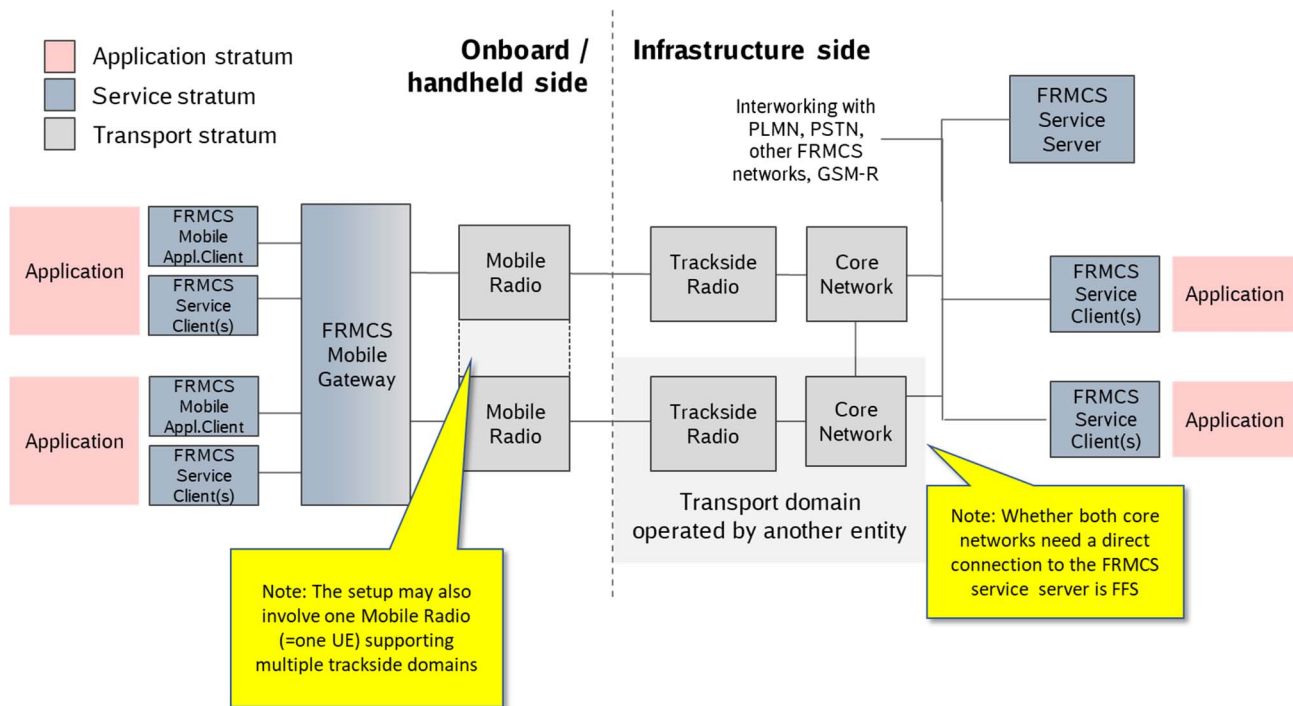 Application stratum
Service stratum
Transport stratum
Onboard /
handheld side
Infrastructure side
Interworking with
PLMN, PSTN,
other FRMCS
networks, GSM-R
FRMCS
Service
Server
Application
FRMCS
Mobile
Appl.Client
FRMCS
Service
Client(s)
FRMCS
Mobile
Gateway
Mobile
Radio
Trackside
Radio
Core
Network
FRMCS
Service
Client(s)
Application
Application
FRMCS
Mobile
Appl.Client
FRMCS
Service
Client(s)
Mobile
Radio
Trackside
Radio
Core
Network
FRMCS
Service
Client(s)
Application
Transport domain
operated by another entity
Note: The setup may also
involve one Mobile Radio
(=one UE) supporting
multiple trackside domains
Note: Whether both core
networks need a direct
connection to the FRMCS
service server is FFS